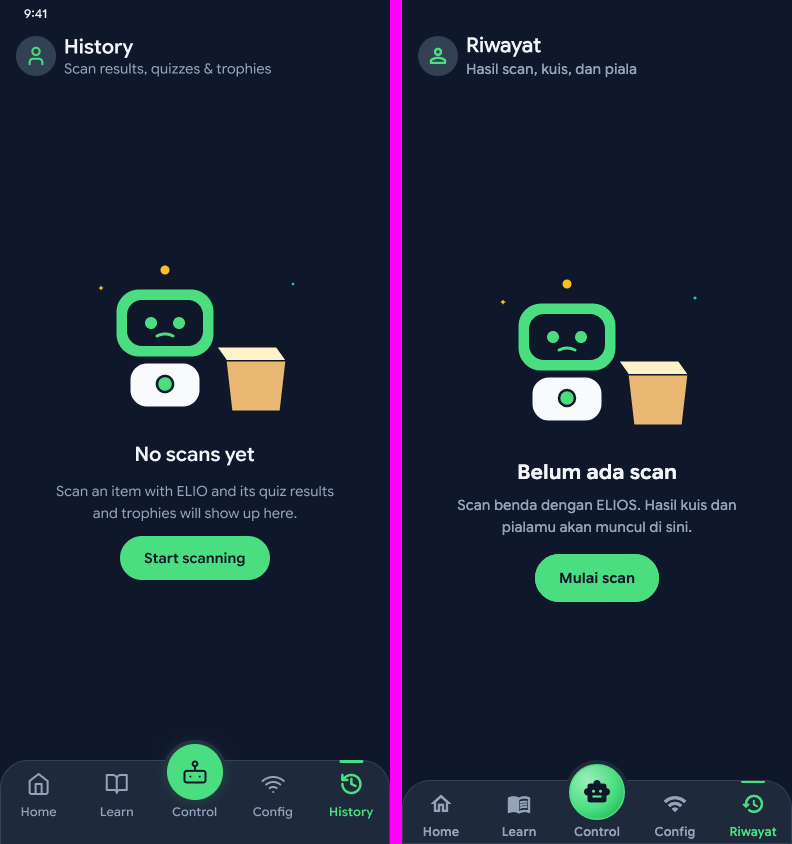 9:41
History
Scan results, quizzes & trophies
No scans yet
Scan an item with ELIO and its quiz results
and trophies will show up here.
Start scanning
Home
Learn
Control
Config
History
Riwayat
Hasil scan, kuis, dan piala
Belum ada scan
Scan benda dengan ELIOS. Hasil kuis dan
pialamu akan muncul di sini.
Mulai scan
Home
Learn
Control
Config
Riwayat